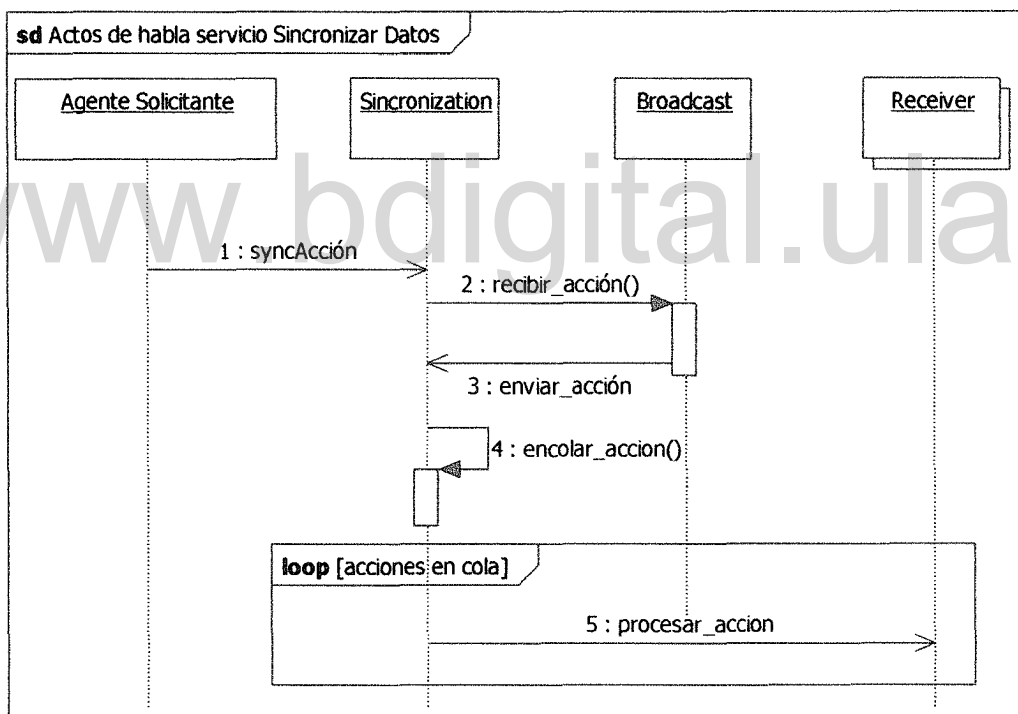 sd Actos de habla servicio Sincronizar Datos
Agente Solicitante
Sincronization
Broadcast
Receiver
www.bdigital.ula
1 : syncAcción
2 : recibir_acción()
3 : enviar_acción
4 : encolar_accion()
loop [acciones en cola]
5 : procesar_accion